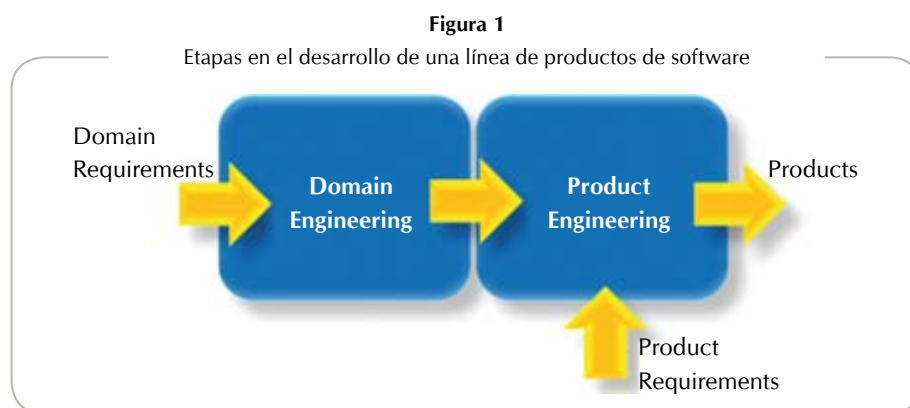 Figura 1
Etapas en el desarrollo de una línea de productos de software
Domain
Requirements
Domain
Engineering
Product
Engineering
Products
Product
Requirements